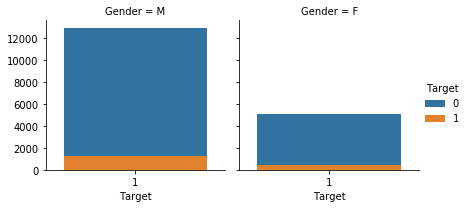 Gender = M
Gender = F
12000
10000
8000
6000
4000
2000
0
1
1
Target
Target
Target
0
1